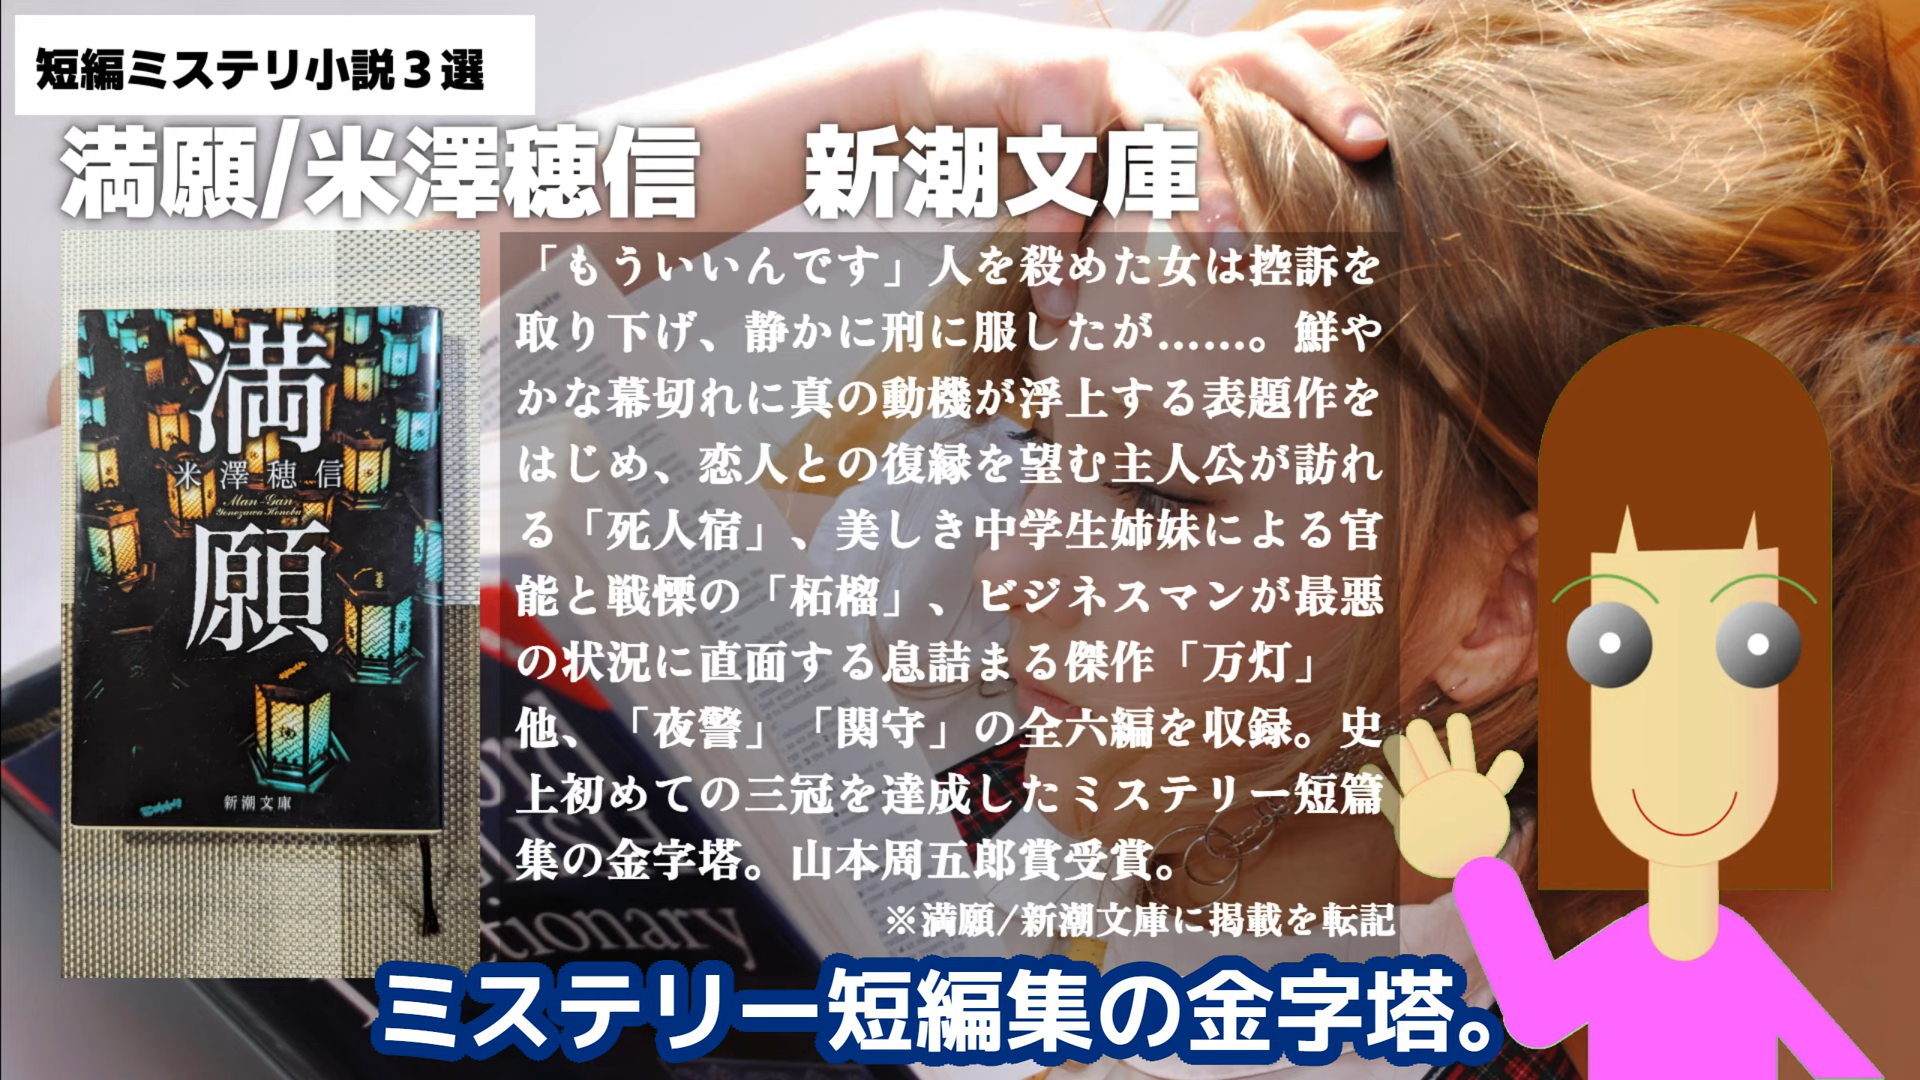 短編ミステリ小説３選
満願/米澤穂信　新潮文庫
「もういいんです」人を殺めた女は控訴を
取り下げ、静かに刑に服したが……。鮮や
かな幕切れに真の動機が浮上する表題作を
はじめ、恋人との復縁を望む主人公が訪れ
る「死人宿」、美しき中学生姉妹による官
能と戦慄の「柘榴」、ビジネスマンが最悪
の状況に直面する息詰まる傑作「万灯」
他、「夜警」「関守」の全六編を収録。史
上初めての三冠を達成したミステリー短篇
集の金字塔。山本周五郎賞受賞。
※満願/新潮文庫に掲載を転記
満
米澤穂信
Man-Gan
Yonezawa Honobu
願
新潮文庫
tionary
ミステリー短編集の金字塔。